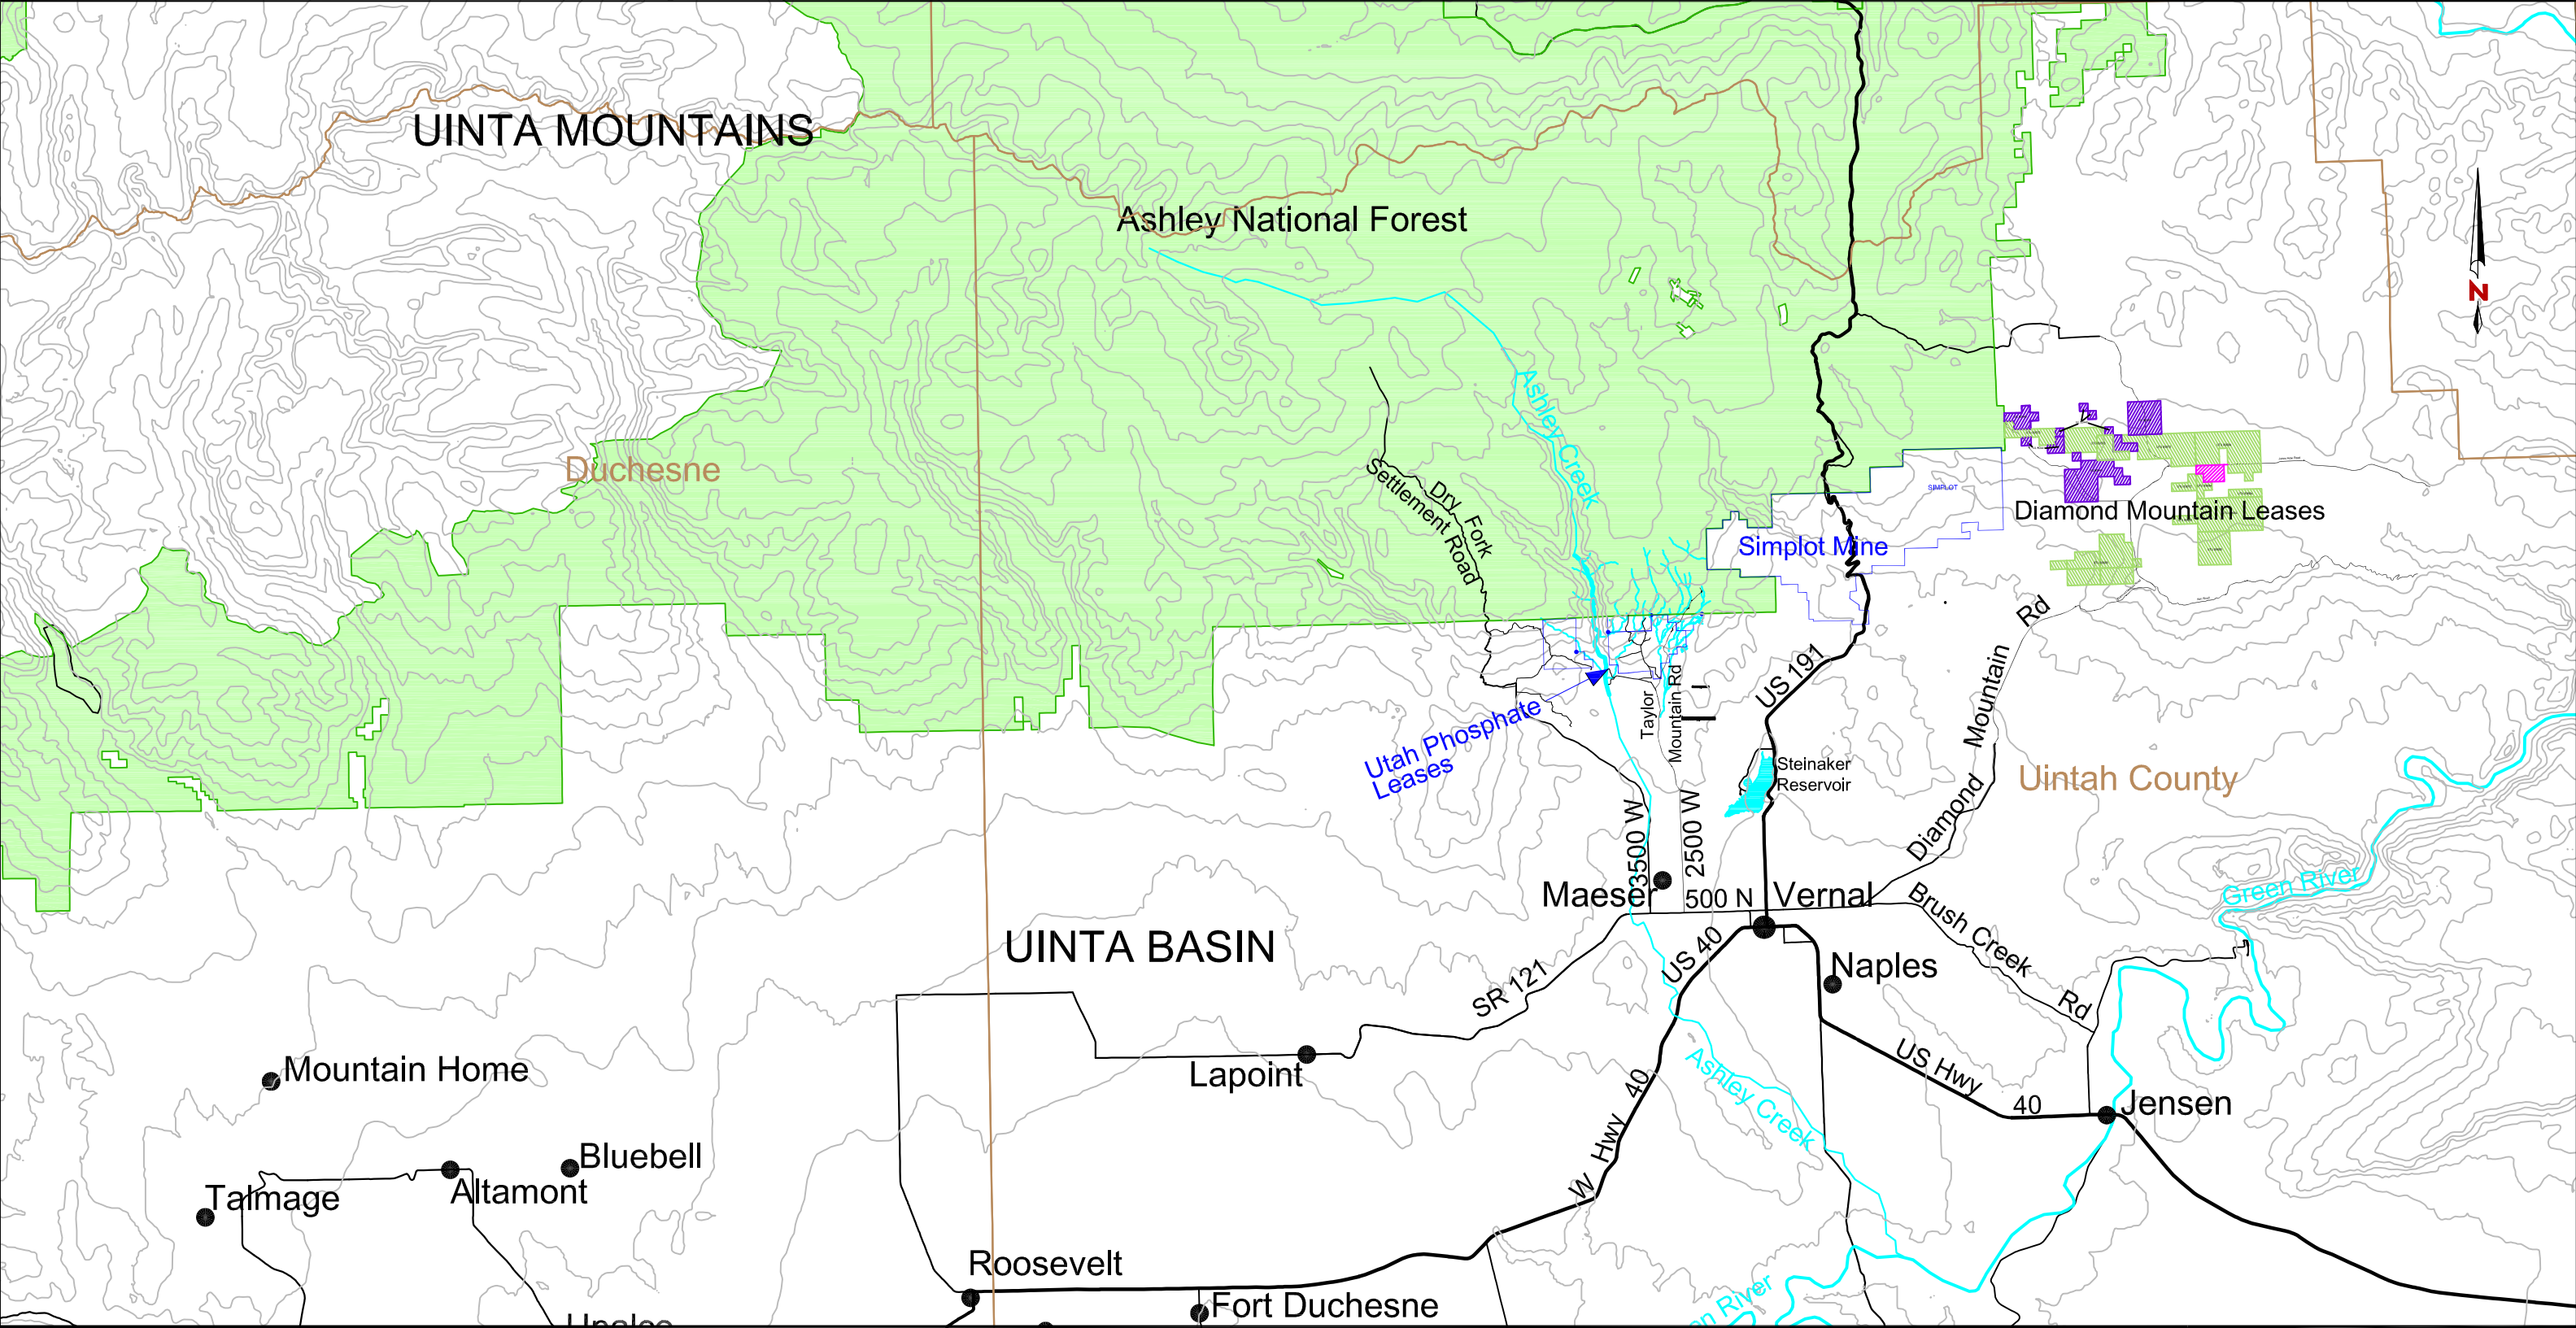 UINTA MOUNTAINS
Ashley National Forest
N
Duchesne
Ashley Creek
Dry Fork
Settlement Road
SIMPLOT
Simplot Mine
Diamond Mountain Leases
Rd
Mountain
Diamond
US 191
Taylor
Mountain Rd
Utah Phosphate
Leases
Steinaker
Reservoir
Uintah County
3500 W
2500 W
Green River
Maeser
500 N
Vernal
Brush Creek
Rd
UINTA BASIN
US 40
Naples
SR 121
Mountain Home
Lapoint
US Hwy
40
Jensen
Ashley Creek
W Hwy 40
Bluebell
Talmage
Altamont
Roosevelt
Fort Duchesne
River